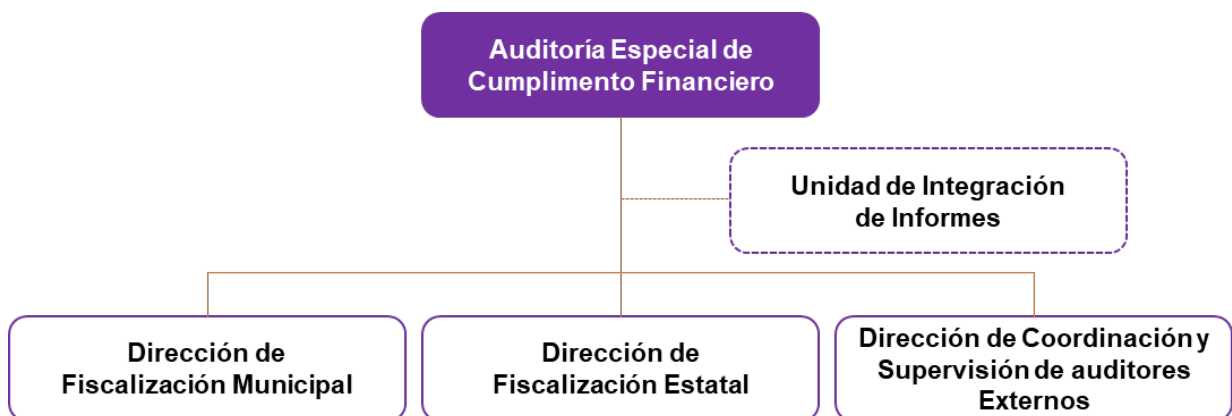 Auditoría Especial de
Cumplimento Financiero
Unidad de Integración
de Informes
Dirección de
Fiscalización Municipal
Dirección de
Fiscalización Estatal
Dirección de Coordinación y
Supervisión de auditores
Externos